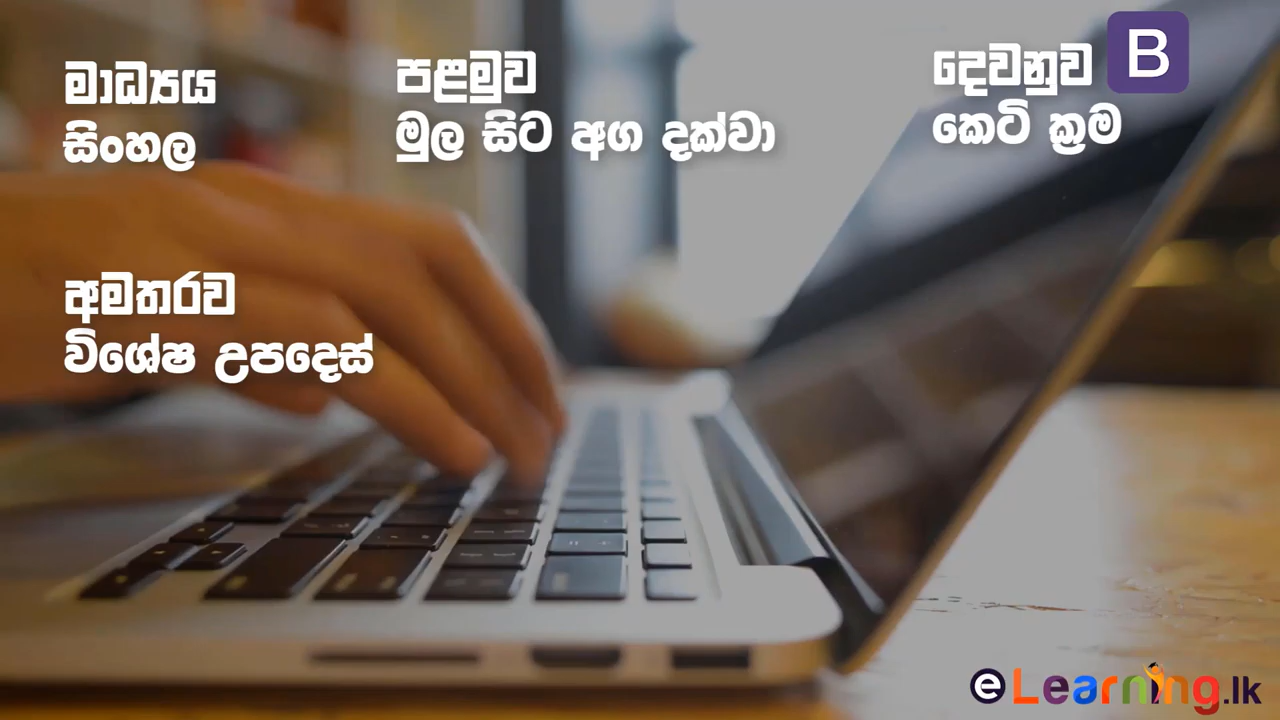 මාධ්‍යය
සිංහල
පළමුව
මුල සිට අග දක්වා
දෙවනුව B
කෙටි ක්‍රම
අමතරව
විශේෂ උපදෙස්
eLearning.lk